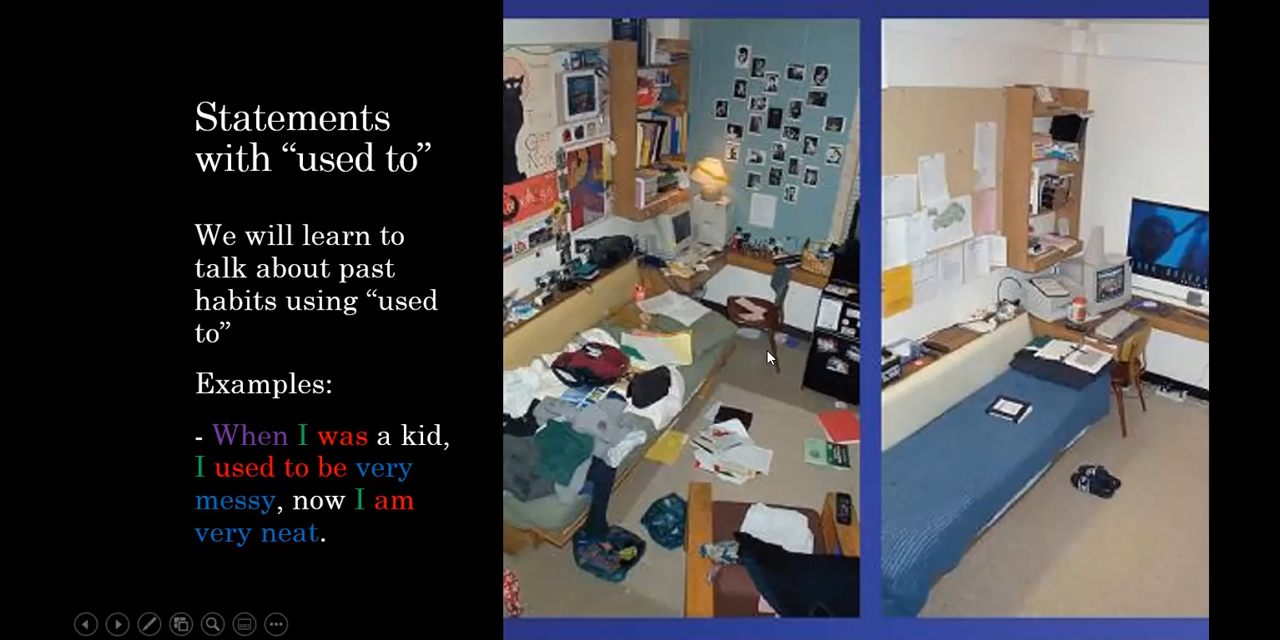 Statements
with “used to”
We will learn to
talk about past
habits using “used
to”
Examples:
- When I was a kid,
I used to be very
messy, now I am
very neat.